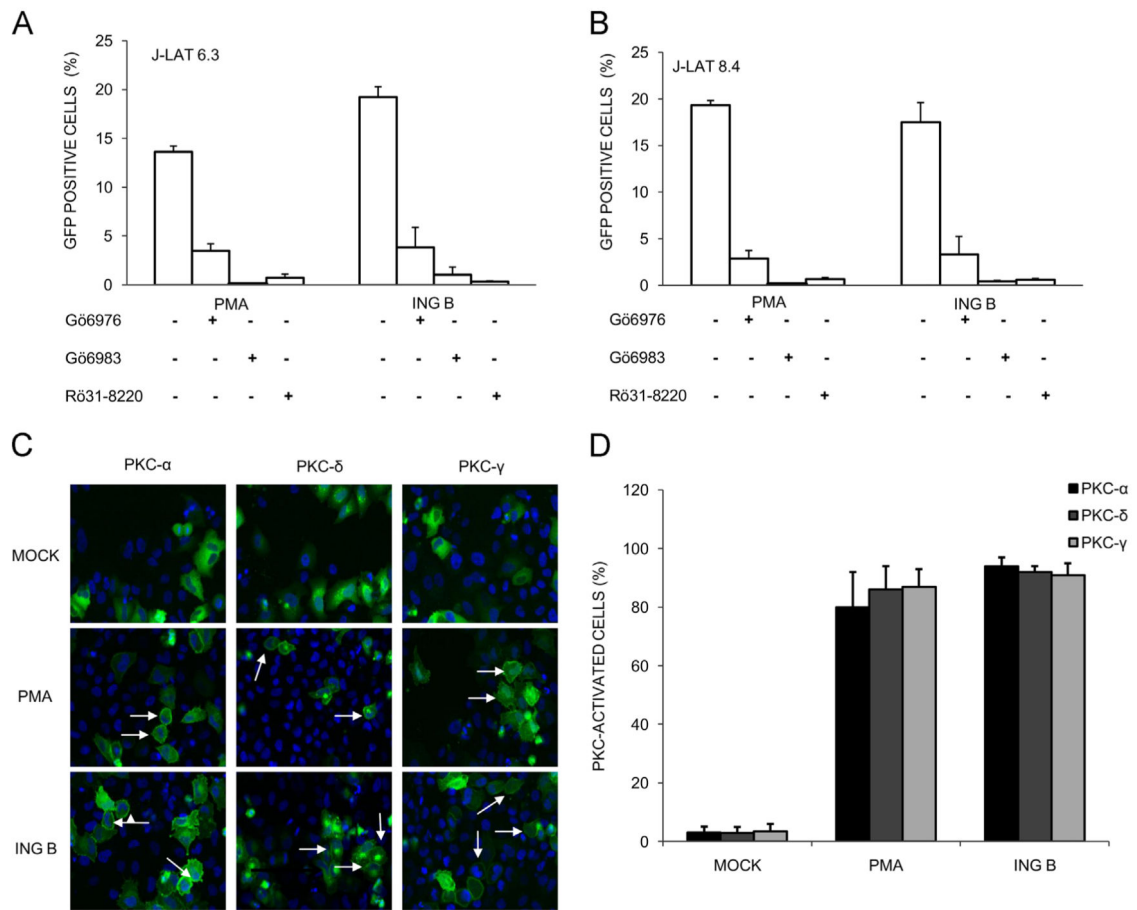 A
J-LAT 6.3
GFP POSITIVE CELLS (%)
25
20
15
10
5
0
PMA ING B
Gö6976 - + - - - + - -
Gö6983 - - + - - - + -
Rö31-8220 - - - + - - - +
B
J-LAT 8.4
GFP POSITIVE CELLS (%)
25
20
15
10
5
0
PMA ING B
Gö6976 - + - - - + - -
Gö6983 - - + - - - + -
Rö31-8220 - - - + - - - +
C
PKC-α PKC-δ PKC-γ
MOCK
PMA
ING B
D
PKC-α
PKC-δ
PKC-γ
PKC-ACTIVATED CELLS (%)
120
100
80
60
40
20
0
MOCK PMA ING B